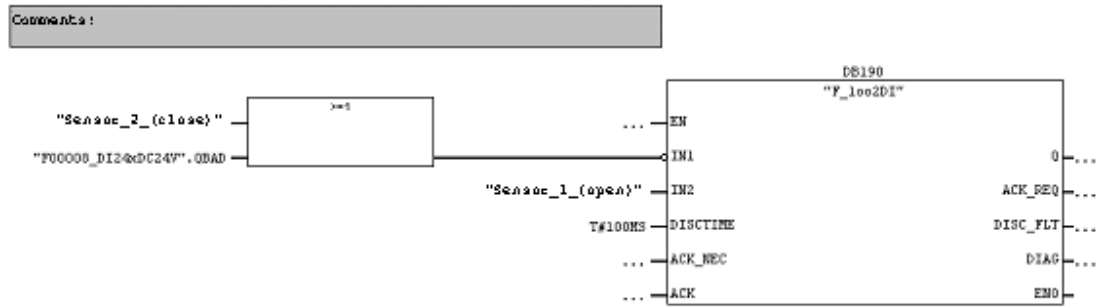 Comments:
DB190
"F_1oo2DI"
>=1
"Sensor_2_(close)"
... EN
"F00008_DI24xDC24V".QBAD
IN1 Q ...
"Sensor_1_(open)" IN2 ACK_REQ ...
T#100MS DISCTIME DISC_FLT ...
... ACK_NEC DIAG ...
... ACK ENO